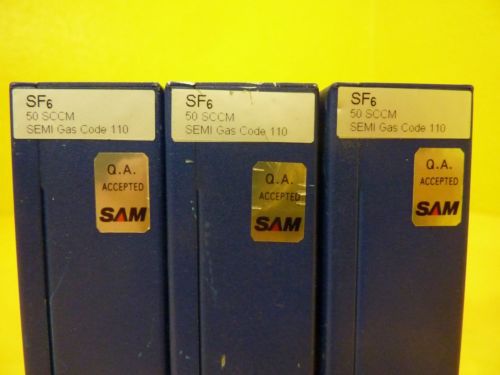 SF6
50 SCCM
SEMI Gas Code 110
Q.A.
ACCEPTED
SAM
SF6
50 SCCM
SEMI Gas Code 110
Q.A.
ACCEPTED
SAM
SF6
50 SCCM
SEMI Gas Code 110
Q.A.
ACCEPTED
SAM